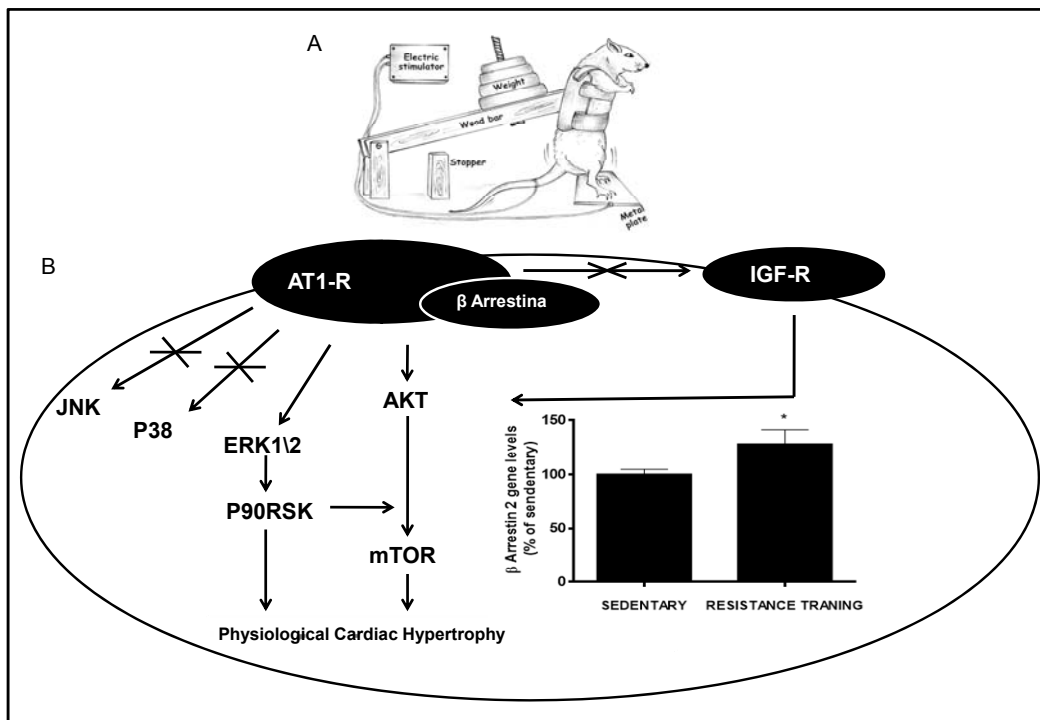 A
Electric
stimulator
Weight
Wood bar
Stopper
Metal
plate
B
AT1-R
β Arrestina
IGF-R
JNK
P38
ERK1\2
P90RSK
AKT
mTOR
Physiological Cardiac Hypertrophy
β Arrestin 2 gene levels
(% of sendentary)
150
100
50
0
*
SEDENTARY
RESISTANCE TRANING